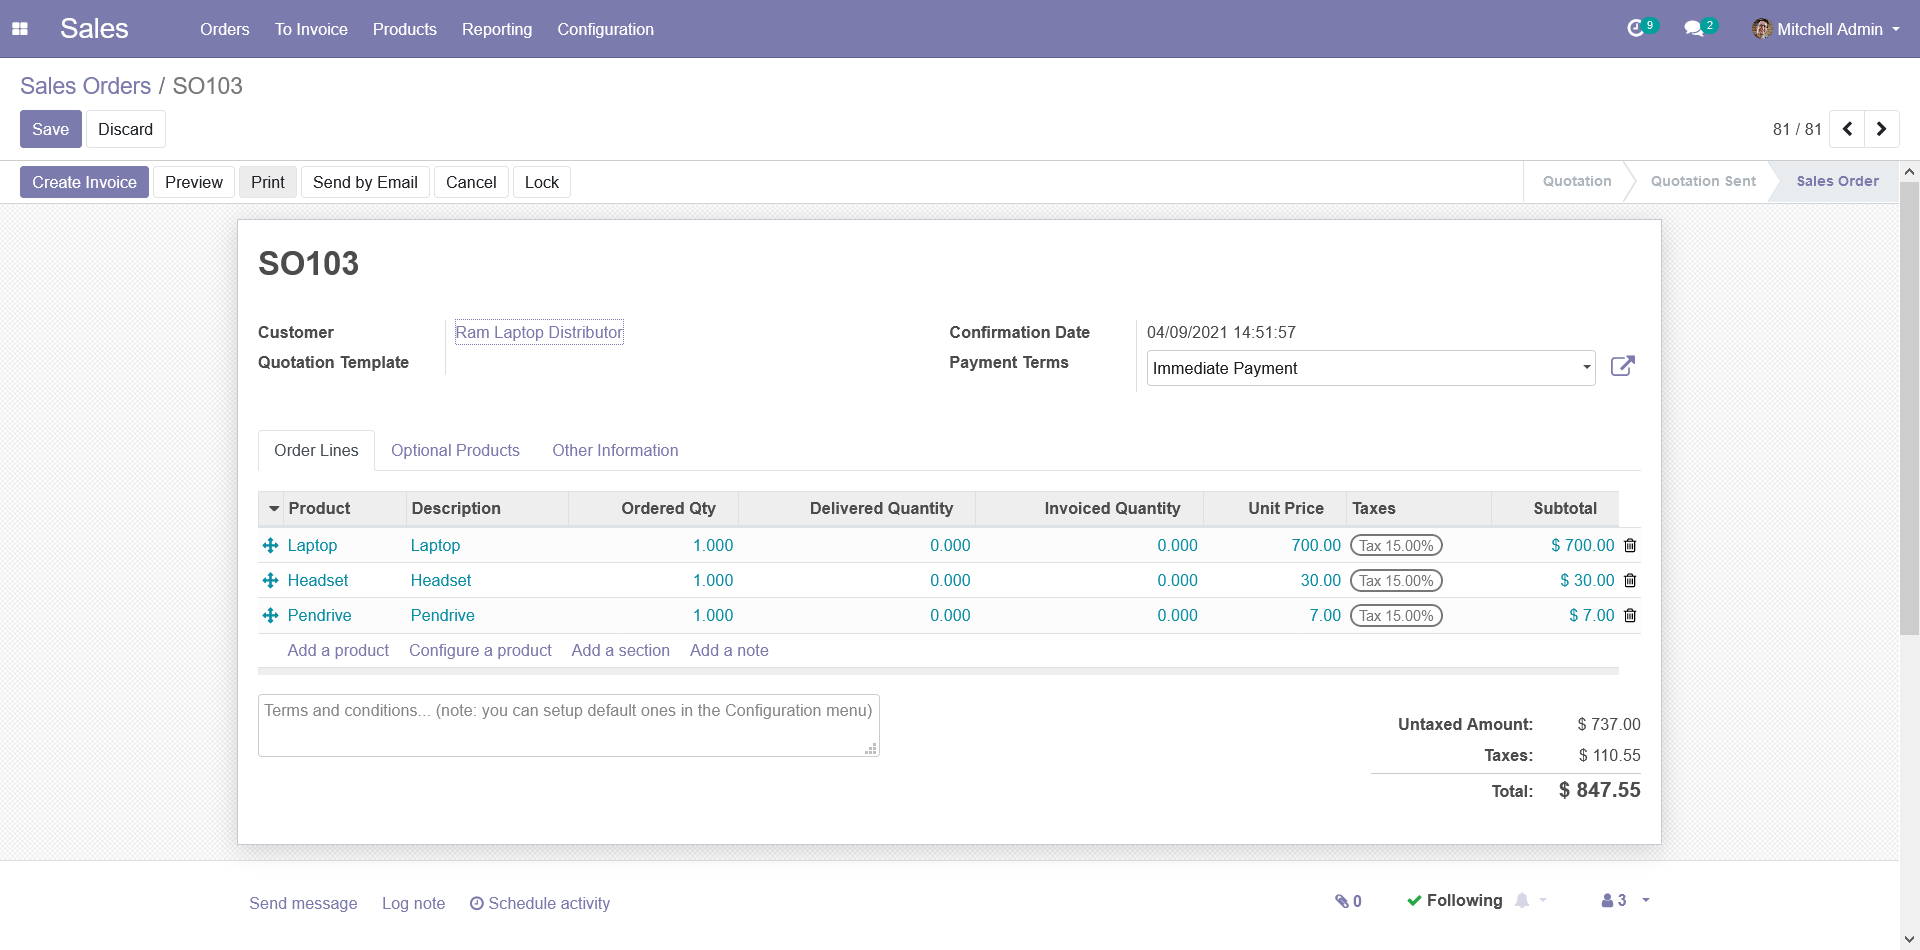 Sales Orders To Invoice Products Reporting Configuration 9 2 Mitchell Admin
Sales Orders / SO103
Save Discard 81 / 81
Create Invoice Preview Print Send by Email Cancel Lock Quotation Quotation Sent Sales Order
SO103
Customer Ram Laptop Distributor Confirmation Date 04/09/2021 14:51:57
Quotation Template Payment Terms Immediate Payment
Order Lines Optional Products Other Information
Product Description Ordered Qty Delivered Quantity Invoiced Quantity Unit Price Taxes Subtotal
Laptop Laptop 1.000 0.000 0.000 700.00 Tax 15.00% $ 700.00
Headset Headset 1.000 0.000 0.000 30.00 Tax 15.00% $ 30.00
Pendrive Pendrive 1.000 0.000 0.000 7.00 Tax 15.00% $ 7.00
Add a product Configure a product Add a section Add a note
Terms and conditions... (note: you can setup default ones in the Configuration menu)
Untaxed Amount: $ 737.00
Taxes: $ 110.55
Total: $ 847.55
Send message Log note Schedule activity 0 Following 3